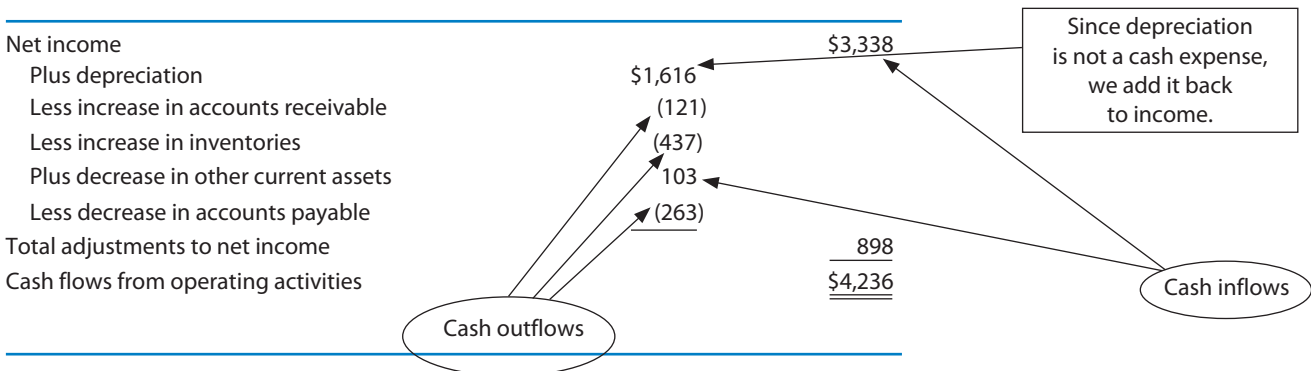 Net income $3,338
Plus depreciation $1,616
Less increase in accounts receivable (121)
Less increase in inventories (437)
Plus decrease in other current assets 103
Less decrease in accounts payable (263)
Total adjustments to net income 898
Cash flows from operating activities $4,236
Since depreciation
is not a cash expense,
we add it back
to income.
Cash inflows
Cash outflows